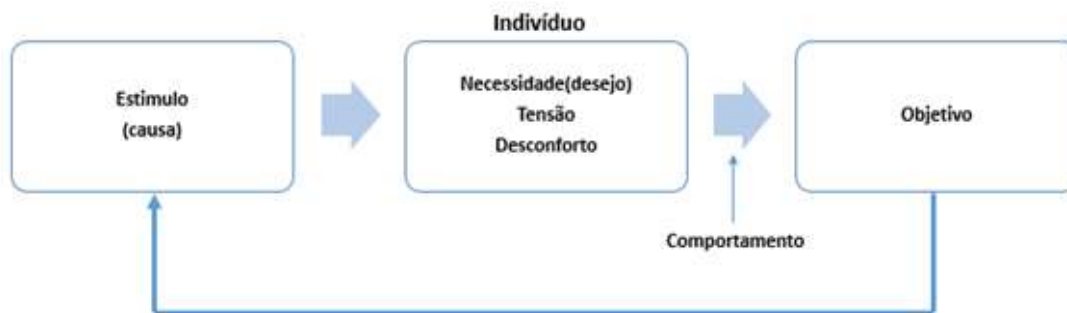 Indivíduo
Estimulo
(causa)
Necessidade(desejo)
Tensão
Desconforto
Objetivo
Comportamento